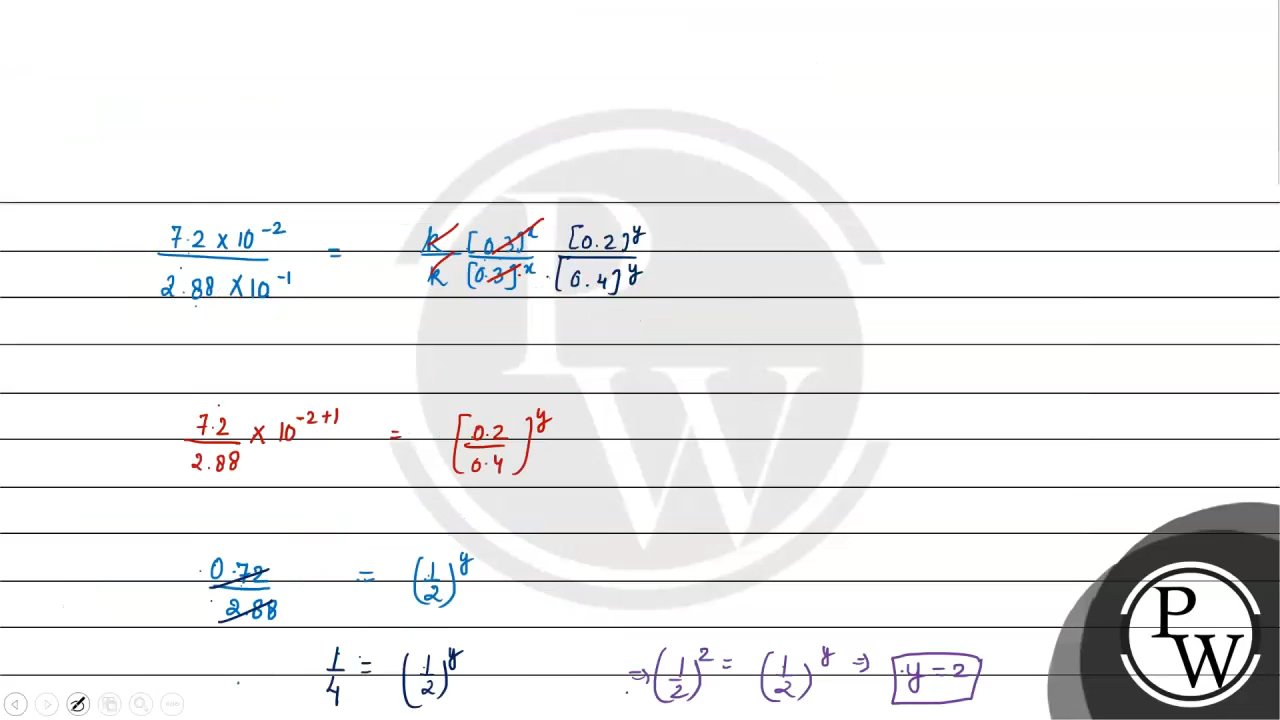 7.2 × 10⁻² / 2.88 × 10⁻¹ = k [0.3]ˣ / k [0.3]ˣ · [0.2]ʸ / [0.4]ʸ
7.2 / 2.88 × 10⁻²⁺¹ = [0.2 / 0.4]ʸ
0.72 / 2.88 = (1/2)ʸ
1/4 = (1/2)ʸ ⇒ (1/2)² = (1/2)ʸ ⇒ y = 2
PW
PW